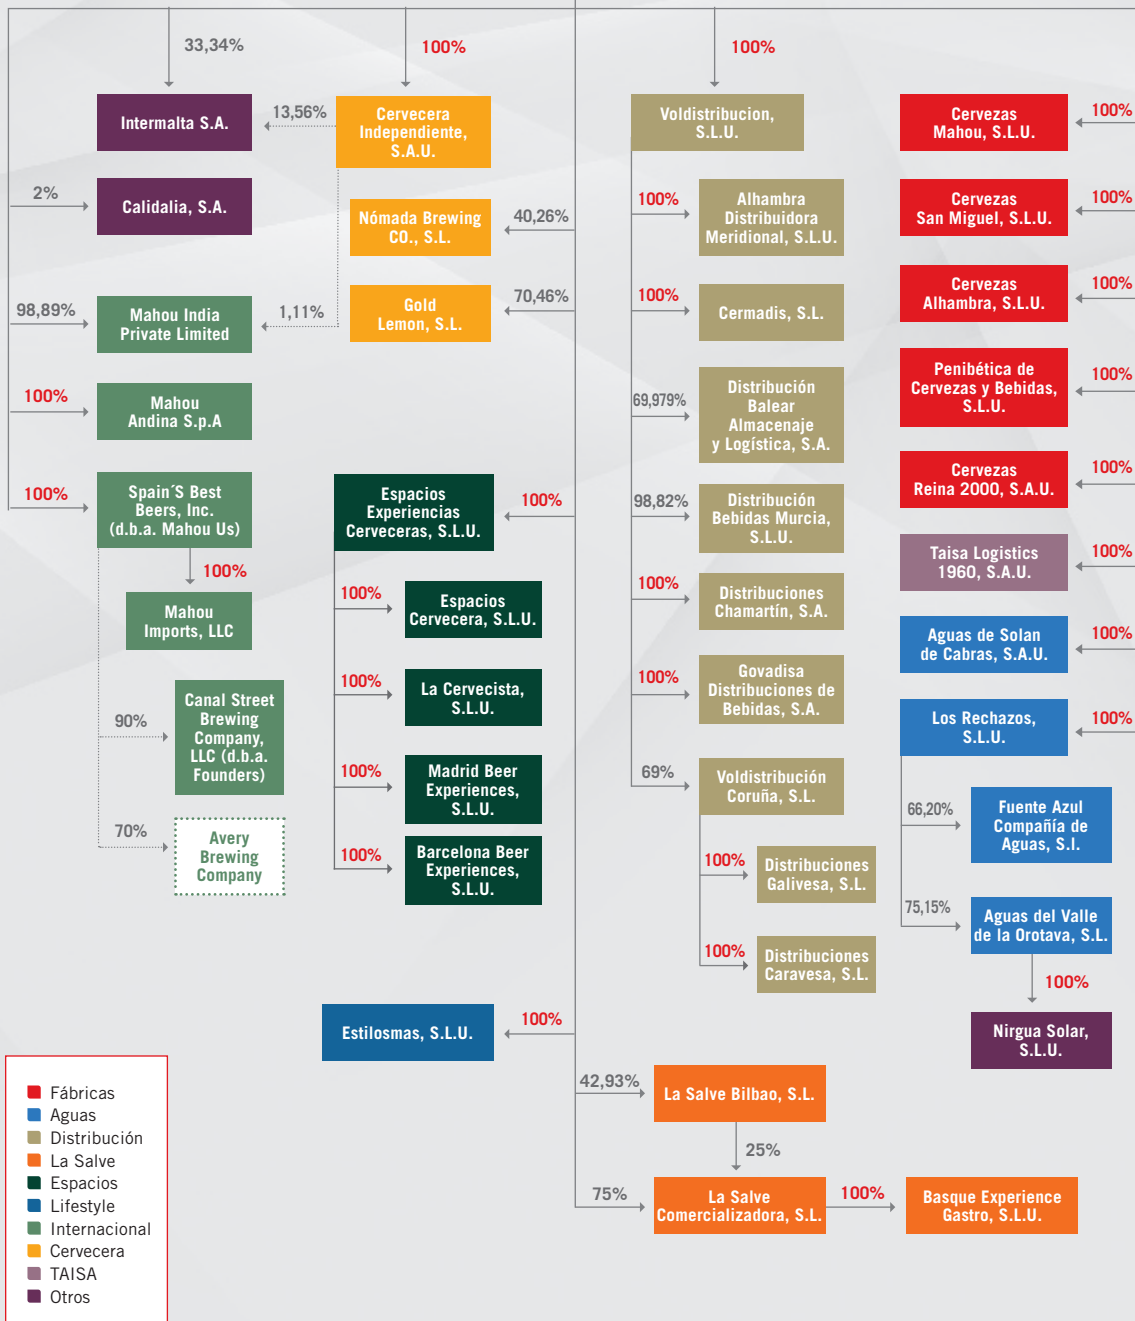 33,34%
100%
100%
Intermalta S.A.
13,56%
Cervecera
Independiente,
S.A.U.
Voldistribucion,
S.L.U.
Cervezas
Mahou, S.L.U.
100%
2%
Calidalia, S.A.
Nómada Brewing
CO., S.L.
40,26%
100%
Alhambra
Distribuidora
Meridional, S.L.U.
Cervezas
San Miguel, S.L.U.
100%
98,89%
Mahou India
Private Limited
1,11%
Gold
Lemon, S.L.
70,46%
100%
Cermadis, S.L.
Cervezas
Alhambra, S.L.U.
100%
100%
Mahou
Andina S.p.A
69,979%
Distribución
Balear
Almacenaje
y Logística, S.A.
Penibética de
Cervezas y Bebidas,
S.L.U.
100%
100%
Spain´S Best
Beers, Inc.
(d.b.a. Mahou Us)
Espacios
Experiencias
Cerveceras, S.L.U.
100%
98,82%
Distribución
Bebidas Murcia,
S.L.U.
Cervezas
Reina 2000, S.A.U.
100%
100%
Mahou
Imports, LLC
100%
Espacios
Cervecera, S.L.U.
100%
Distribuciones
Chamartín, S.A.
Taisa Logistics
1960, S.A.U.
100%
Aguas de Solan
de Cabras, S.A.U.
100%
90%
Canal Street
Brewing
Company,
LLC (d.b.a.
Founders)
100%
La Cervecista,
S.L.U.
100%
Govadisa
Distribuciones de
Bebidas, S.A.
Los Rechazos,
S.L.U.
100%
100%
Madrid Beer
Experiences,
S.L.U.
69%
Voldistribución
Coruña, S.L.
66,20%
Fuente Azul
Compañía de
Aguas, S.l.
70%
Avery
Brewing
Company
100%
Barcelona Beer
Experiences,
S.L.U.
100%
Distribuciones
Galivesa, S.L.
75,15%
Aguas del Valle
de la Orotava, S.L.
100%
Distribuciones
Caravesa, S.L.
100%
Nirgua Solar,
S.L.U.
Estilosmas, S.L.U.
100%
42,93%
La Salve Bilbao, S.L.
25%
75%
La Salve
Comercializadora, S.L.
100%
Basque Experience
Gastro, S.L.U.
Fábricas
Aguas
Distribución
La Salve
Espacios
Lifestyle
Internacional
Cervecera
TAISA
Otros